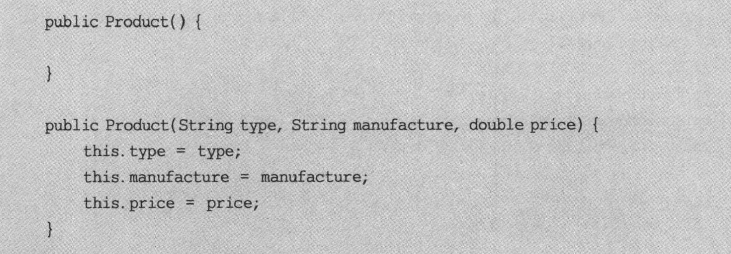 public Product() {
}
public Product(String type, String manufacture, double price) {
this.type = type;
this.manufacture = manufacture;
this.price = price;
}